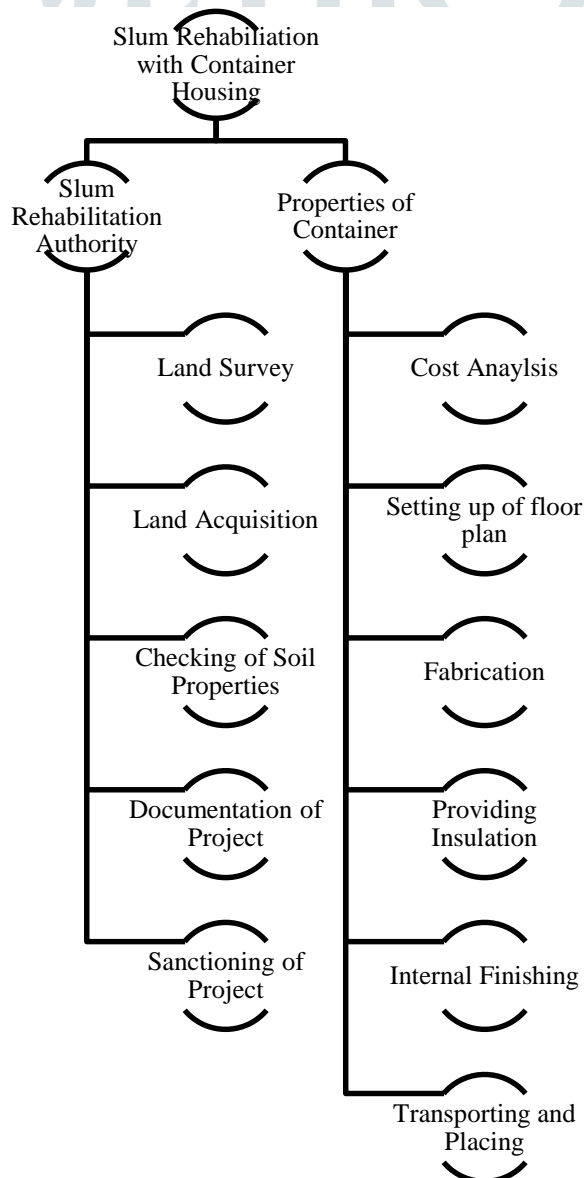 Slum Rehabiliation
with Container
Housing
Slum
Rehabilitation
Authority
Properties of
Container
Land Survey
Land Acquisition
Checking of Soil
Properties
Documentation of
Project
Sanctioning of
Project
Cost Anaylsis
Setting up of floor
plan
Fabrication
Providing
Insulation
Internal Finishing
Transporting and
Placing